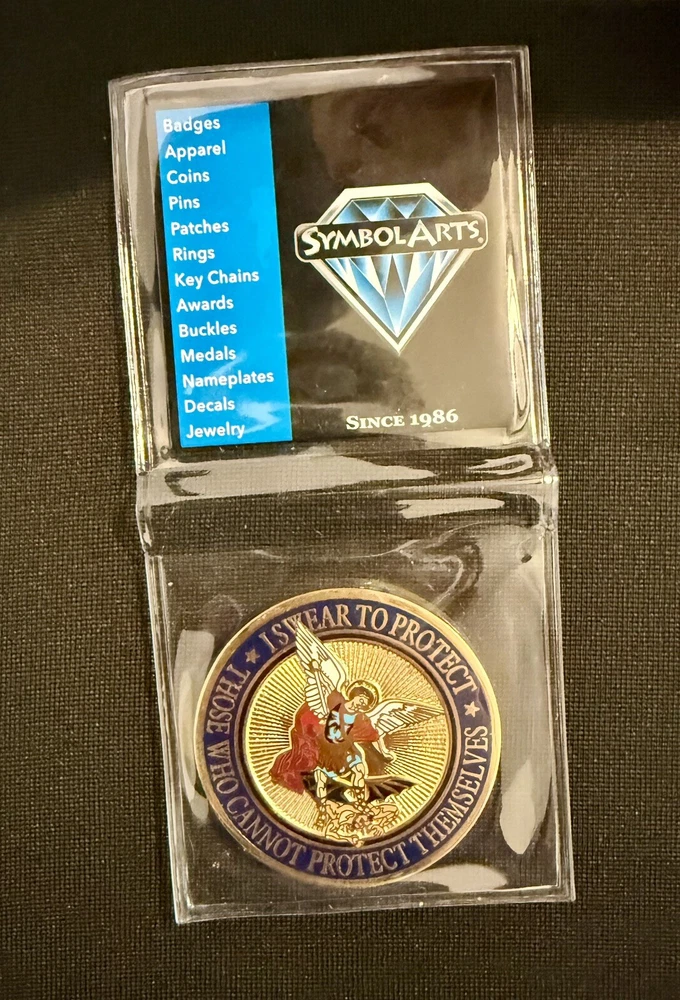 Badges
Apparel
Coins
Pins
Patches
Rings
Key Chains
Awards
Buckles
Medals
Nameplates
Decals
Jewelry
SYMBOLARTS®
SINCE 1986
I SWEAR TO PROTECT
THOSE WHO CANNOT PROTECT THEMSELVES